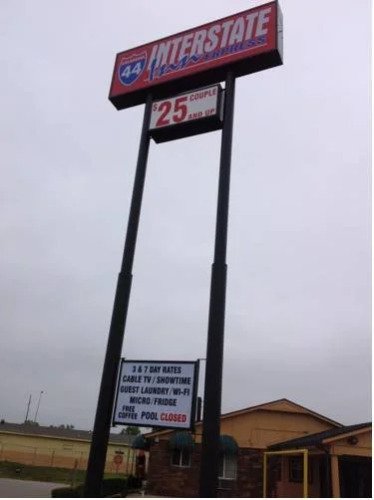 44
INTERSTATE
INN EXPRESS
COUPLE
$25
AND UP
3 & 7 DAY RATES
CABLE TV / SHOWTIME
GUEST LAUNDRY / WI-FI
MICRO/FRIDGE
FREE
COFFEE POOL CLOSED